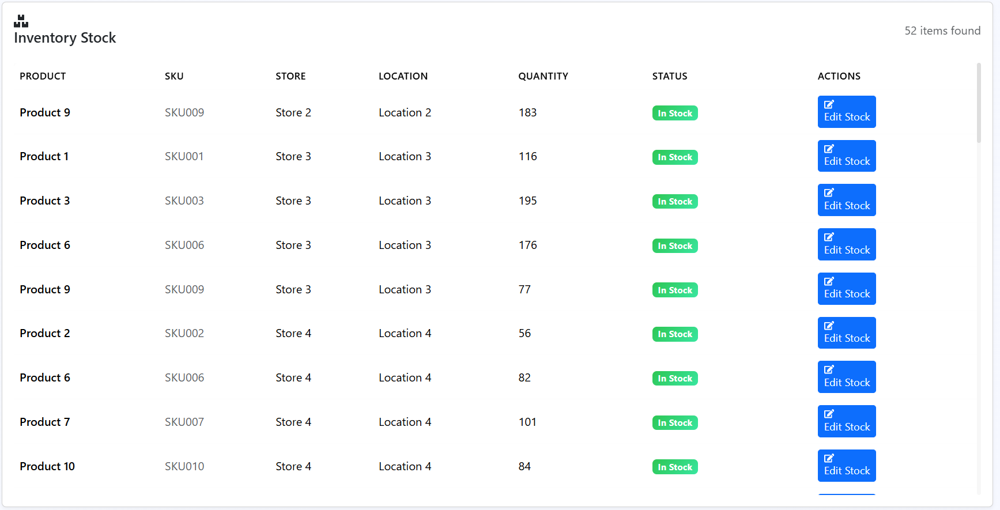 Inventory Stock
52 items found
PRODUCT SKU STORE LOCATION QUANTITY STATUS ACTIONS
Product 9 SKU009 Store 2 Location 2 183 In Stock Edit Stock
Product 1 SKU001 Store 3 Location 3 116 In Stock Edit Stock
Product 3 SKU003 Store 3 Location 3 195 In Stock Edit Stock
Product 6 SKU006 Store 3 Location 3 176 In Stock Edit Stock
Product 9 SKU009 Store 3 Location 3 77 In Stock Edit Stock
Product 2 SKU002 Store 4 Location 4 56 In Stock Edit Stock
Product 6 SKU006 Store 4 Location 4 82 In Stock Edit Stock
Product 7 SKU007 Store 4 Location 4 101 In Stock Edit Stock
Product 10 SKU010 Store 4 Location 4 84 In Stock Edit Stock